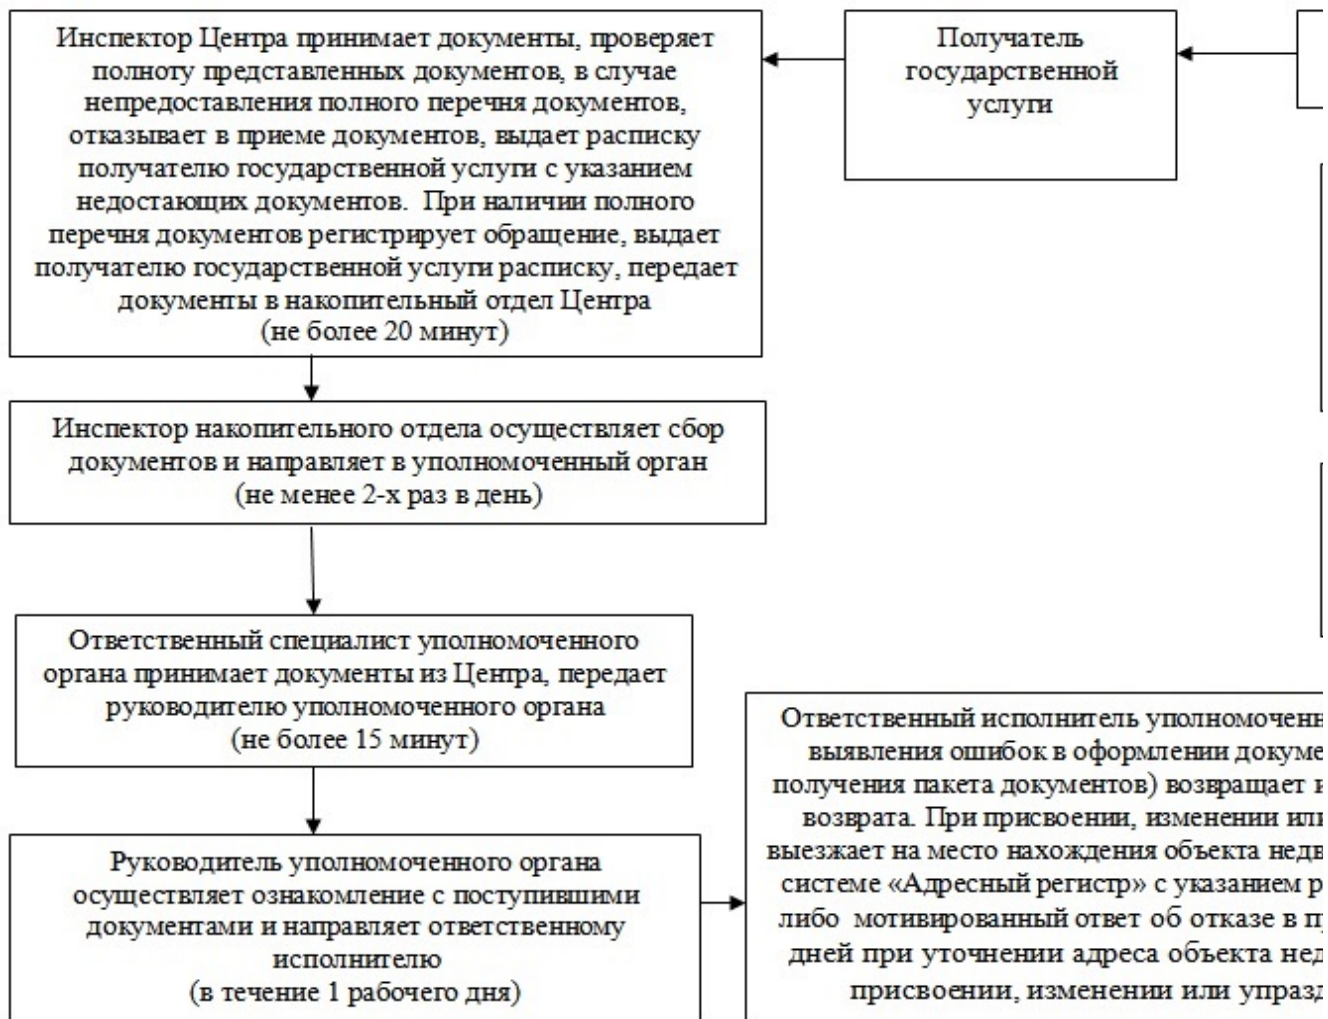 Инспектор Центра принимает документы, проверяет
полноту представленных документов, в случае
непредоставления полного перечня документов,
отказывает в приеме документов, выдает расписку
получателю государственной услуги с указанием
недостающих документов. При наличии полного
перечня документов регистрирует обращение, выдает
получателю государственной услуги расписку, передает
документы в накопительный отдел Центра
(не более 20 минут)
Получатель
государственной
услуги
Инспектор накопительного отдела осуществляет сбор
документов и направляет в уполномоченный орган
(не менее 2-х раз в день)
Ответственный специалист уполномоченного
органа принимает документы из Центра, передает
руководителю уполномоченного органа
(не более 15 минут)
Руководитель уполномоченного органа
осуществляет ознакомление с поступившими
документами и направляет ответственному
исполнителю
(в течение 1 рабочего дня)
Ответственный исполнитель уполномоченн
выявления ошибок в оформлении докуме
получения пакета документов) возвращает и
возврата. При присвоении, изменении или
выезжает на место нахождения объекта недв
системе «Адресный регистр» с указанием р
либо мотивированный ответ об отказе в п
дней при уточнении адреса объекта нед
присвоении, изменении или упразд